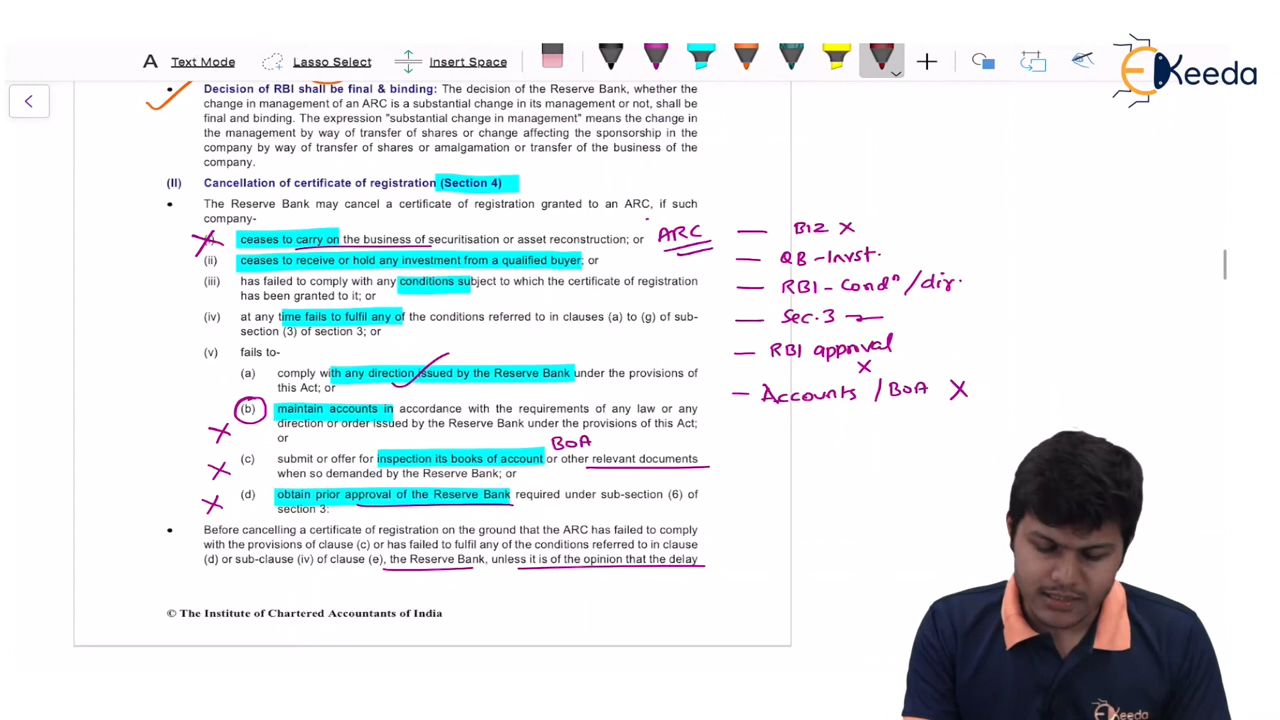 Text Mode
Lasso Select
Insert Space
EKeeda
Decision of RBI shall be final & binding: The decision of the Reserve Bank, whether the
change in management of an ARC is a substantial change in its management or not, shall be
final and binding. The expression "substantial change in management" means the change in
the management by way of transfer of shares or change affecting the sponsorship in the
company by way of transfer of shares or amalgamation or transfer of the business of the
company.
(II) Cancellation of certificate of registration (Section 4)
The Reserve Bank may cancel a certificate of registration granted to an ARC, if such
company-
(i) ceases to carry on the business of securitisation or asset reconstruction; or
(ii) ceases to receive or hold any investment from a qualified buyer; or
(iii) has failed to comply with any conditions subject to which the certificate of registration
has been granted to it; or
(iv) at any time fails to fulfil any of the conditions referred to in clauses (a) to (g) of sub-
section (3) of section 3; or
(v) fails to-
(a) comply with any direction issued by the Reserve Bank under the provisions of
this Act; or
(b) maintain accounts in accordance with the requirements of any law or any
direction or order issued by the Reserve Bank under the provisions of this Act;
or
BOA
(c) submit or offer for inspection its books of account or other relevant documents
when so demanded by the Reserve Bank; or
(d) obtain prior approval of the Reserve Bank required under sub-section (6) of
section 3:
Before cancelling a certificate of registration on the ground that the ARC has failed to comply
with the provisions of clause (c) or has failed to fulfil any of the conditions referred to in clause
(d) or sub-clause (iv) of clause (e), the Reserve Bank, unless it is of the opinion that the delay
© The Institute of Chartered Accountants of India
ARC — BIZ X
— QB - Invst.
— RBI - Condn / dir.
— Sec. 3
— RBI approval X
— Accounts / BOA X
EKeeda